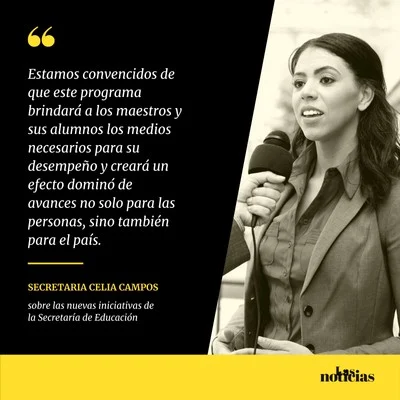 “
Estamos convencidos de
que este programa
brindará a los maestros y
sus alumnos los medios
necesarios para su
desempeño y creará un
efecto dominó de
avances no solo para las
personas, sino también
para el país.
SECRETARIA CELIA CAMPOS
sobre las nuevas iniciativas de
la Secretaría de Educación
Las
noticias